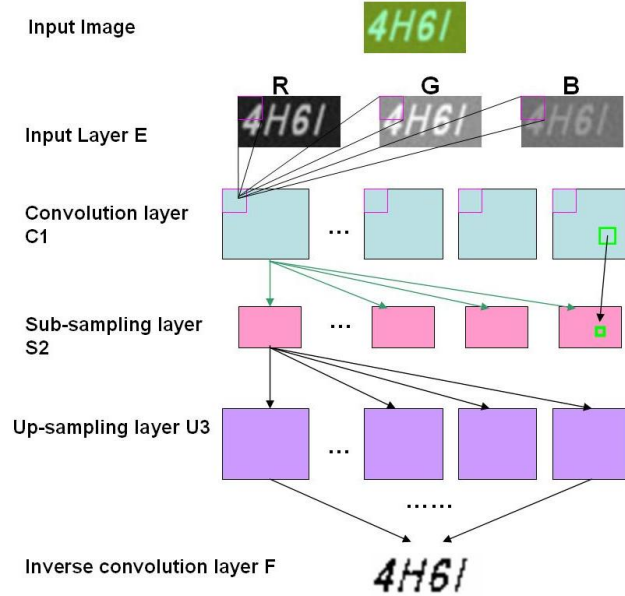 Input Image
4H6I
R G B
Input Layer E
4H6I 4H6I 4H6I
Convolution layer
C1
...
Sub-sampling layer
S2
...
Up-sampling layer U3
...
......
Inverse convolution layer F
4H6I